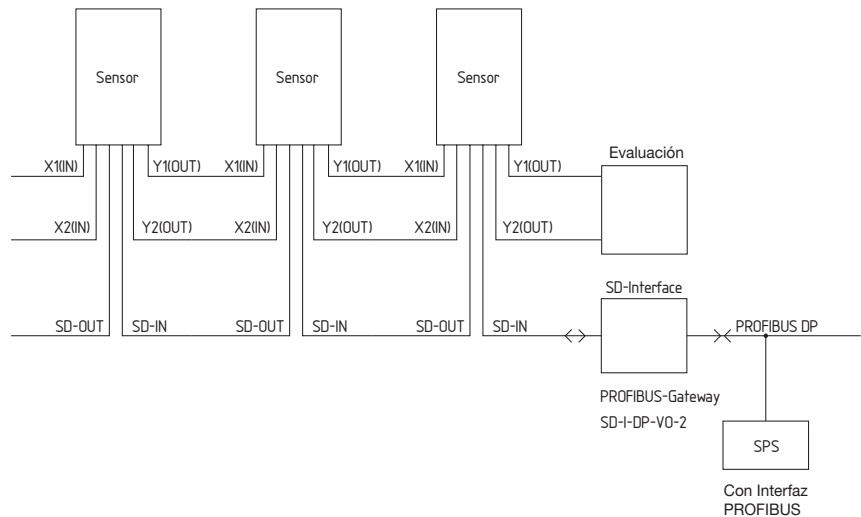 Sensor
Sensor
Sensor
X1(IN)
Y1(OUT)
X1(IN)
Y1(OUT)
X1(IN)
Y1(OUT)
Evaluación
X2(IN)
Y2(OUT)
X2(IN)
Y2(OUT)
X2(IN)
Y2(OUT)
SD-Interface
SD-OUT
SD-IN
SD-OUT
SD-IN
SD-OUT
SD-IN
PROFIBUS DP
PROFIBUS-Gateway
SD-I-DP-V0-2
SPS
Con Interfaz
PROFIBUS